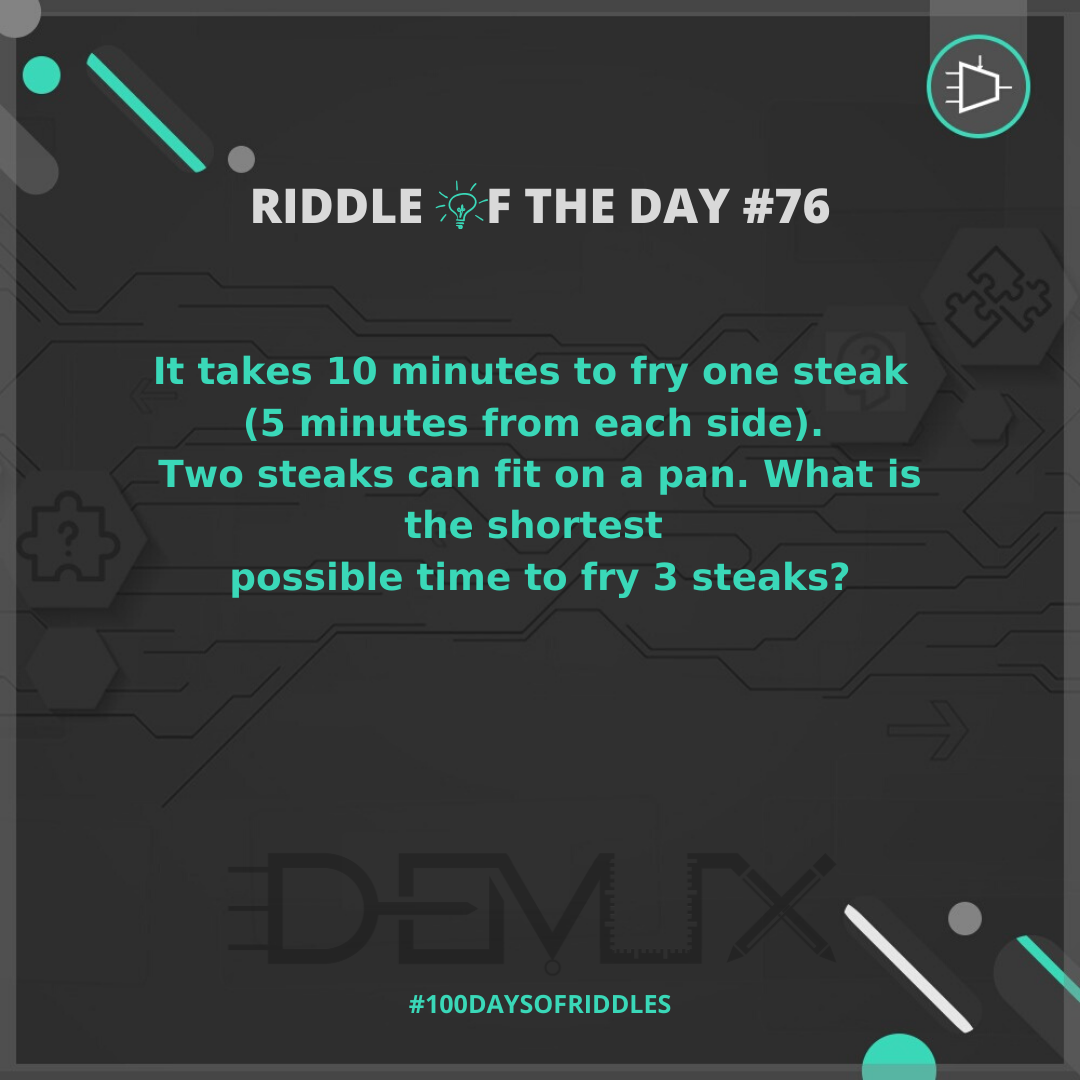 RIDDLE OF THE DAY #76
It takes 10 minutes to fry one steak
(5 minutes from each side).
Two steaks can fit on a pan. What is
the shortest
possible time to fry 3 steaks?
DEMUX
#100DAYSOFRIDDLES